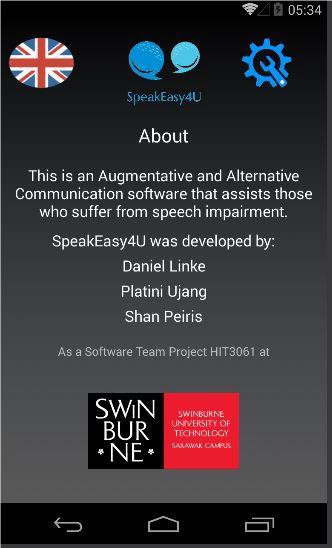 05:34
SpeakEasy4U
About
This is an Augmentative and Alternative
Communication software that assists those
who suffer from speech impairment.
SpeakEasy4U was developed by:
Daniel Linke
Platini Ujang
Shan Peiris
As a Software Team Project HIT3061 at
SWIN
BUR
NE
SWINBURNE
UNIVERSITY OF
TECHNOLOGY
SARAWAK CAMPUS